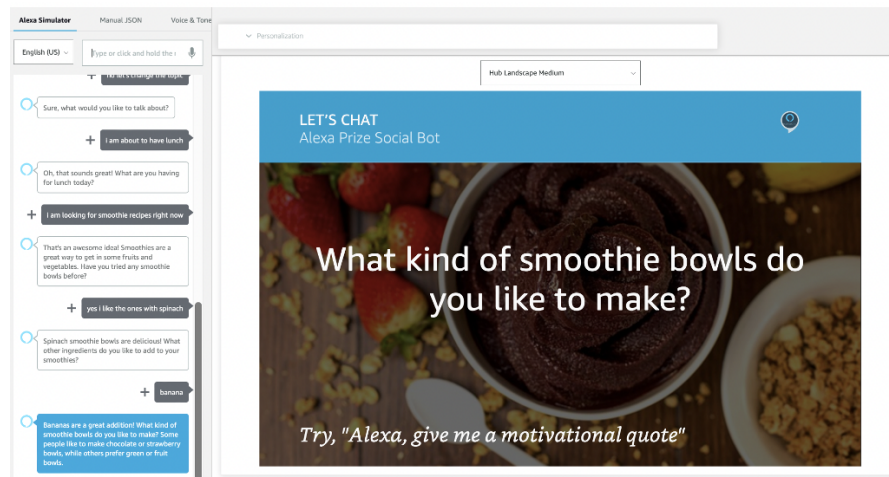 Alexa Simulator Manual JSON Voice & Tone
English (US)
Type or click and hold the
No let's change the topic
Sure, what would you like to talk about?
i am about to have lunch
Oh, that sounds great! What are you having
for lunch today?
i am looking for smoothie recipes right now
That's an awesome idea! Smoothies are a
great way to get in some fruits and
vegetables. Have you tried any smoothie
bowls before?
yes i like the ones with spinach
Spinach smoothie bowls are delicious! What
other ingredients do you like to add to your
smoothies?
banana
Bananas are a great addition! What kind of
smoothie bowls do you like to make? Some
people like to make chocolate or strawberry
bowls, while others prefer green or fruit
bowls.
Personalization
Hub Landscape Medium
LET'S CHAT
Alexa Prize Social Bot
What kind of smoothie bowls do
you like to make?
Try, "Alexa, give me a motivational quote"